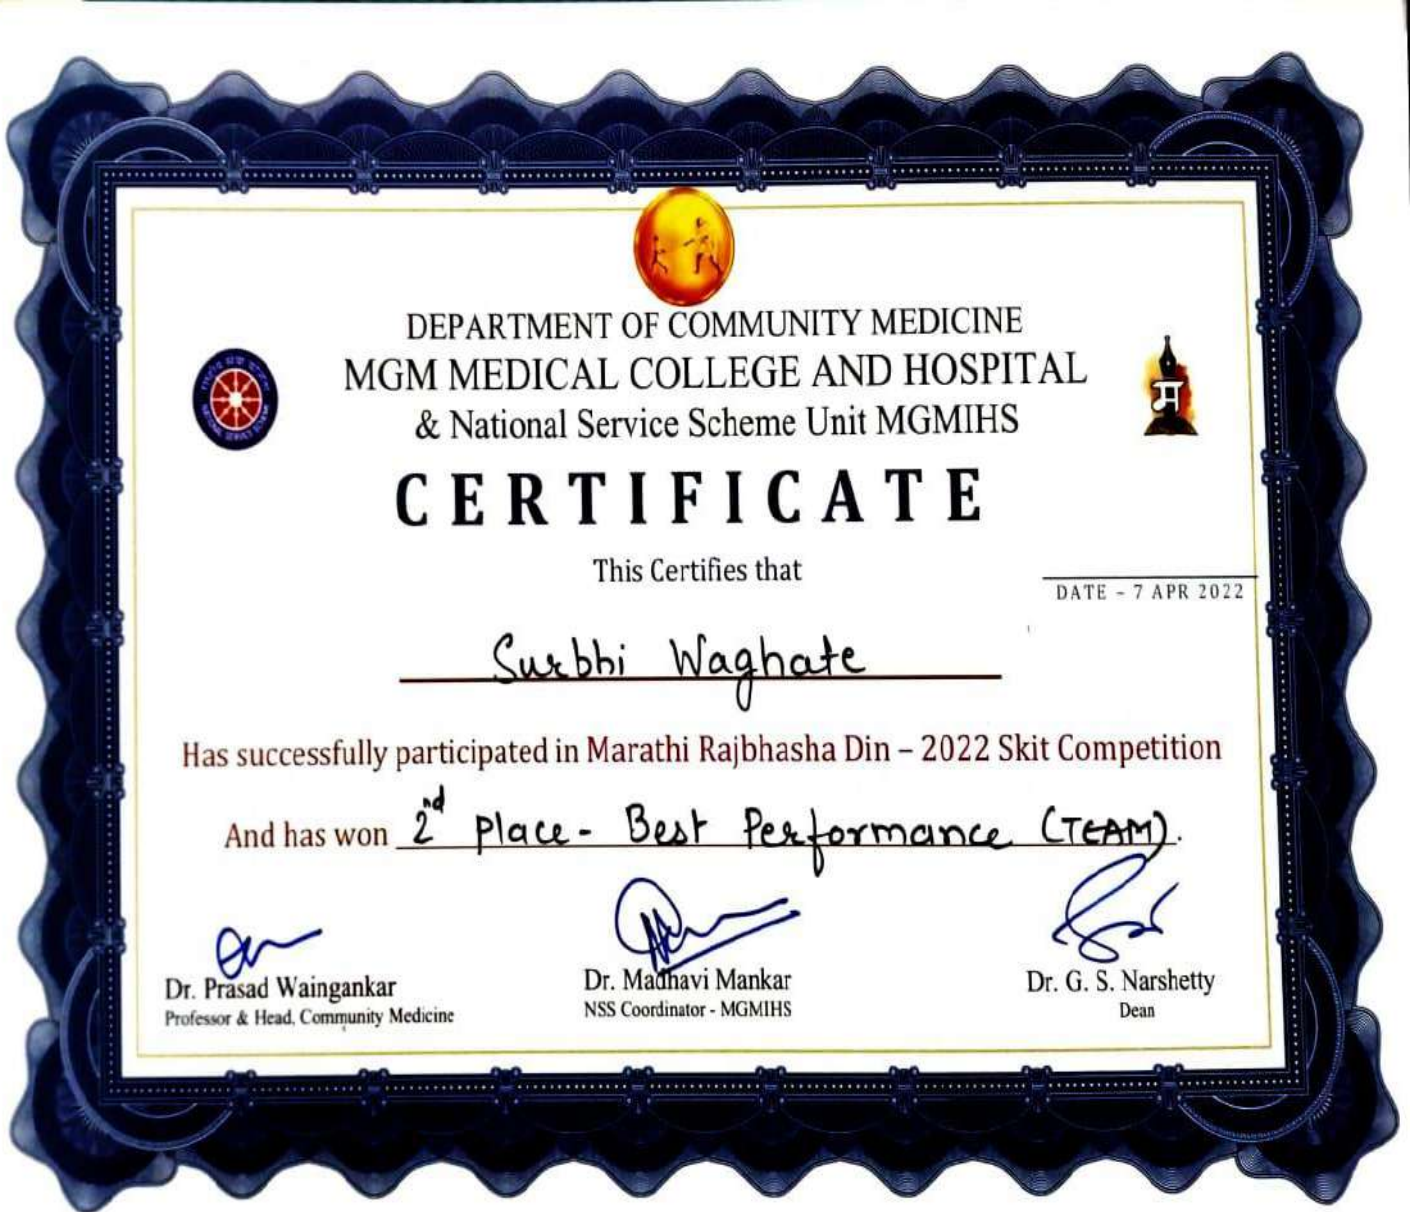 DEPARTMENT OF COMMUNITY MEDICINE
MGM MEDICAL COLLEGE AND HOSPITAL
& National Service Scheme Unit MGMIHS
म
CERTIFICATE
This Certifies that
DATE - 7 APR 2022
Surbhi Waghate
Has successfully participated in Marathi Rajbhasha Din – 2022 Skit Competition
And has won 2nd Place - Best Performance (TEAM).
Dr. Prasad Waingankar
Professor & Head, Community Medicine
Dr. Madhavi Mankar
NSS Coordinator - MGMIHS
Dr. G. S. Narshetty
Dean